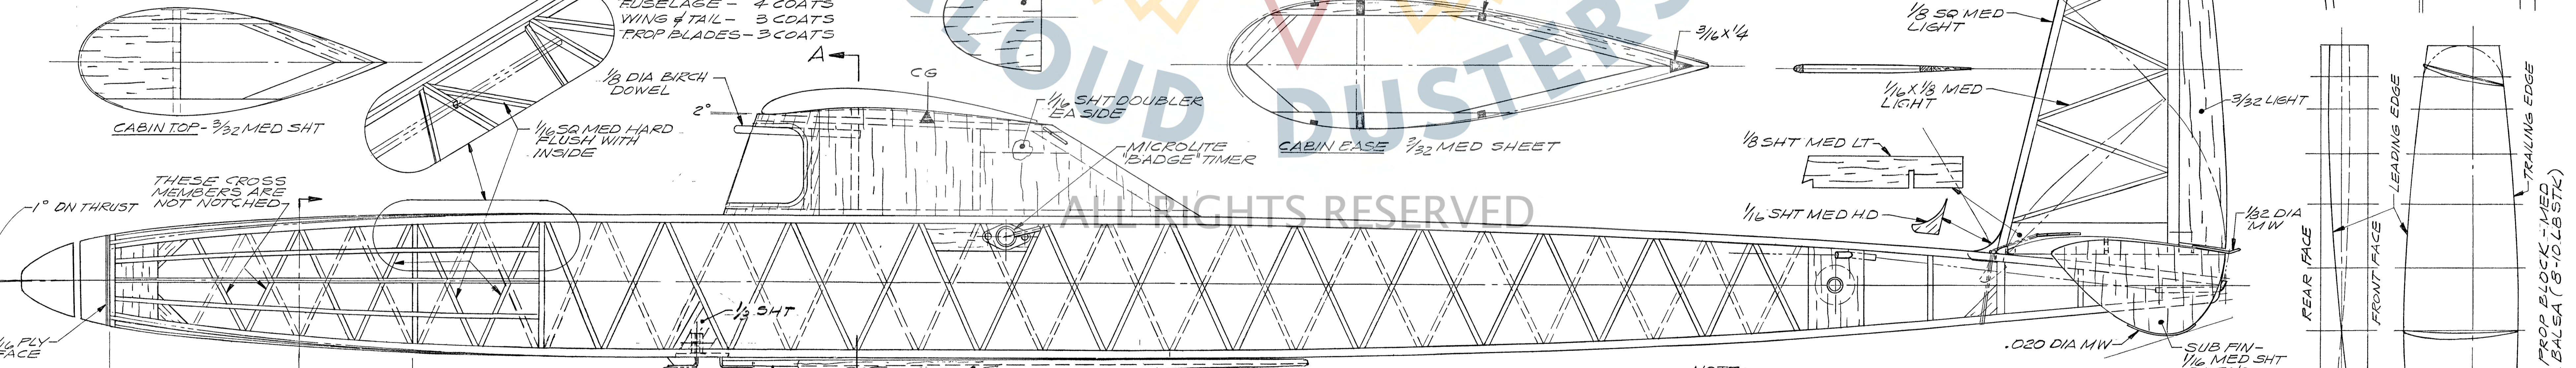 FUSELAGE - 4 COATS
WING & TAIL - 3 COATS
PROP BLADES - 3 COATS
A
CG
1/8 DIA BIRCH
DOWEL
2°
1/16 SHT DOUBLER
EA SIDE
MICROLITE
"BADGE" TIMER
CABIN TOP - 3/32 MED SHT
1/16 SQ MED HARD
FLUSH WITH
INSIDE
THESE CROSS
MEMBERS ARE
NOT NOTCHED
1° DN THRUST
PLY
FACE
1/8 SHT
CLOUD DUSTERS
3/16 X 1/4
CABIN BASE 3/32 MED SHEET
ALL RIGHTS RESERVED
1/8 SQ MED
LIGHT
1/16 X 1/8 MED
LIGHT
3/32 LIGHT
1/8 SHT MED LT
1/16 SHT MED HD
1/32 DIA
MW
.020 DIA MW
SUB FIN -
1/16 MED SHT
REAR FACE
FRONT FACE
LEADING EDGE
TRAILING EDGE
PROP BLOCK - MED
BALSA (8-10 LB STK)